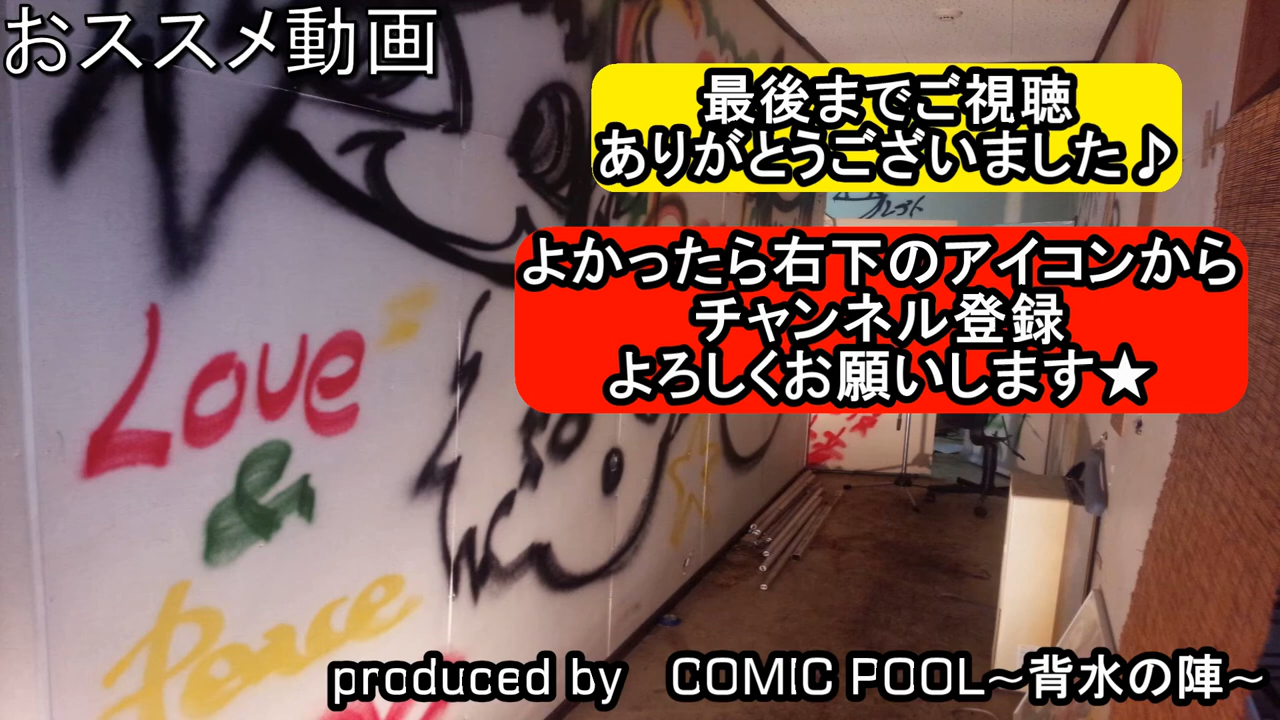 おススメ動画
最後までご視聴
ありがとうございました♪
よかったら右下のアイコンから
チャンネル登録
よろしくお願いします★
Love
&
Peace
produced by　COMIC POOL~背水の陣~